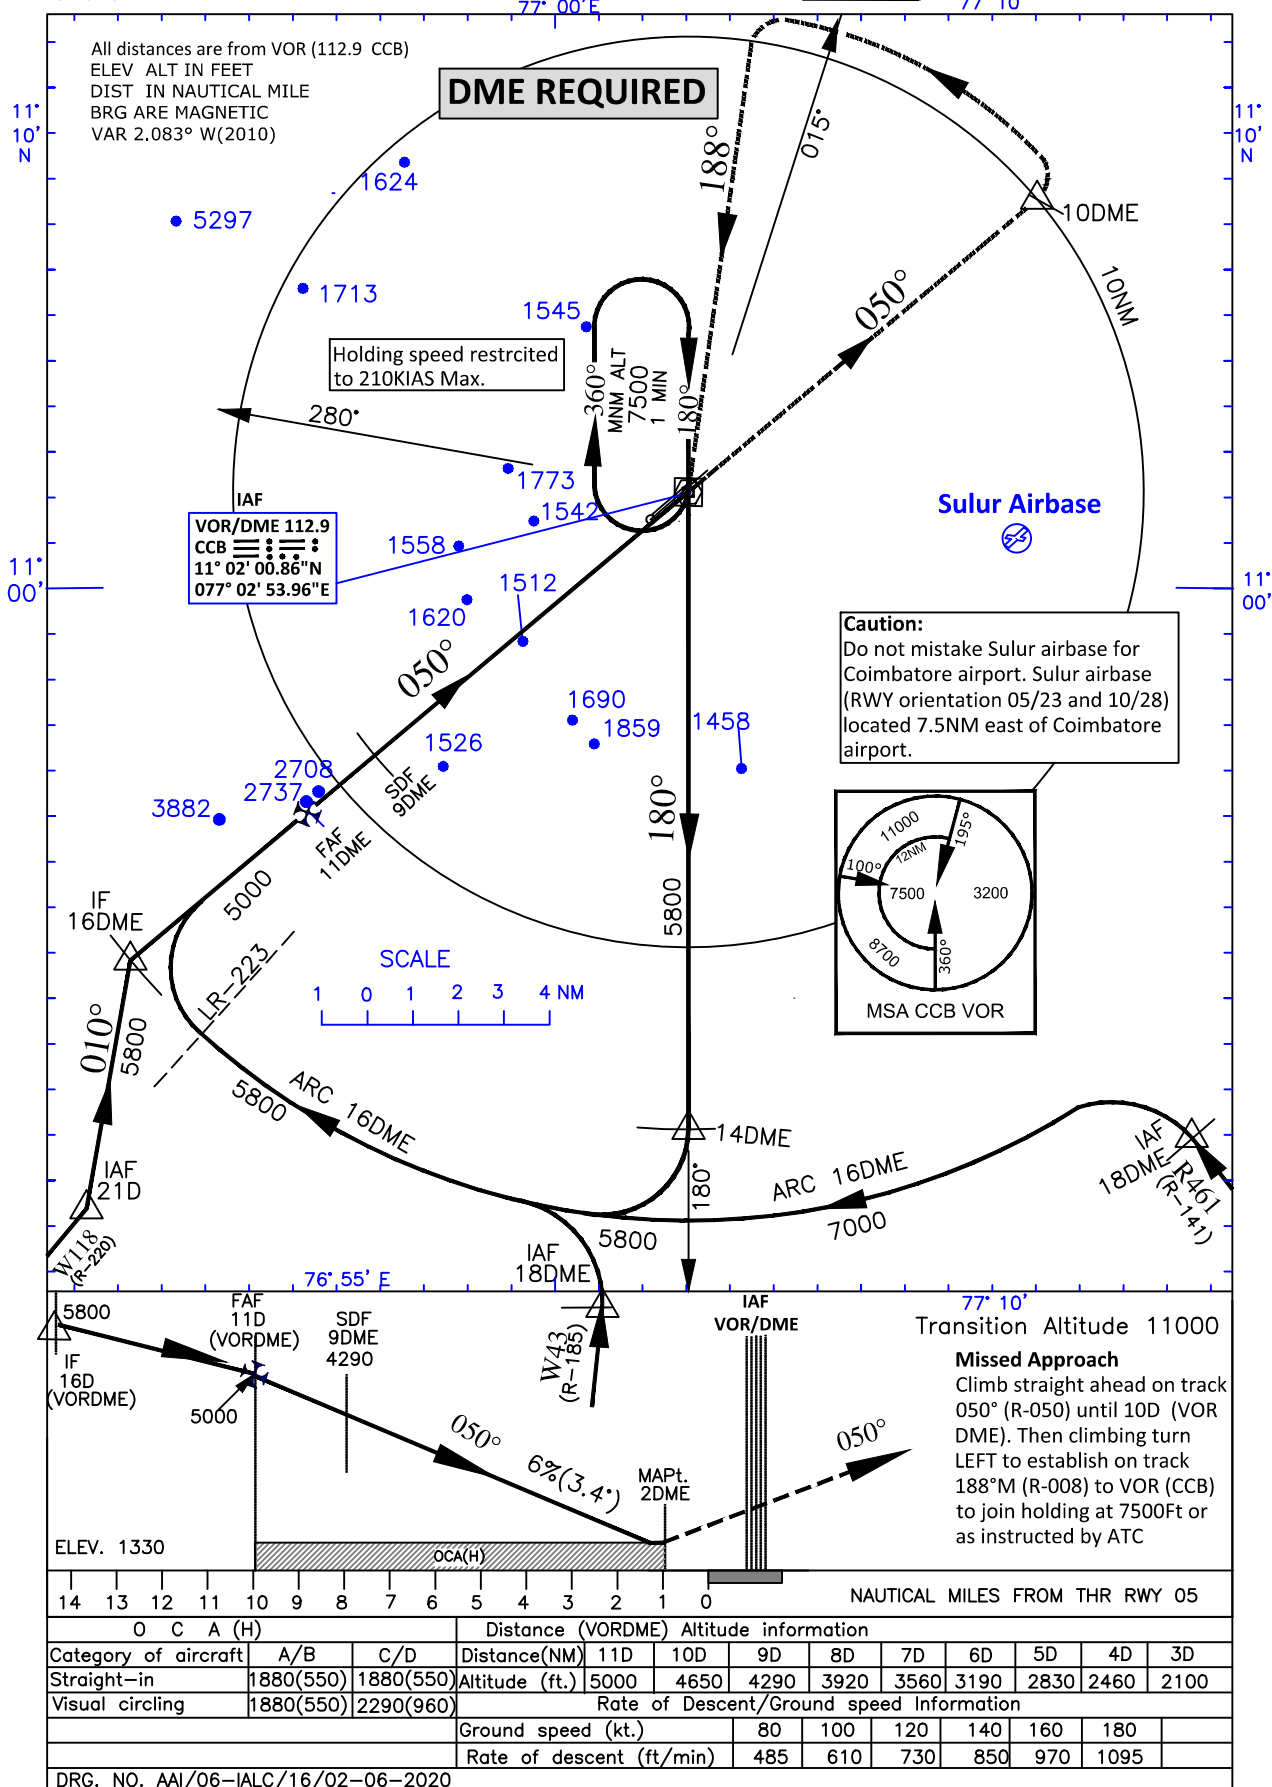 77° 00'E
77° 10'
All distances are from VOR (112.9 CCB)
ELEV ALT IN FEET
DIST IN NAUTICAL MILE
BRG ARE MAGNETIC
VAR 2.083° W(2010)
DME REQUIRED
11°
10'
N
11°
10'
N
188°
015°
1624
5297
10DME
10NM
1713
1545
050°
Holding speed restrcited
to 210KIAS Max.
360°
MNM ALT
7500
1 MIN
180°
280°
1773
IAF
VOR/DME 112.9
CCB
11° 02' 00.86"N
077° 02' 53.96"E
1542
1558
1512
1620
Sulur Airbase
11°
00'
11°
00'
050°
Caution:
Do not mistake Sulur airbase for
Coimbatore airport. Sulur airbase
(RWY orientation 05/23 and 10/28)
located 7.5NM east of Coimbatore
airport.
1690
1859
1458
1526
2708
2737
3882
SDF
9DME
FAF
11DME
180°
5800
11000
12NM
195°
100°
7500
3200
8700
360°
MSA CCB VOR
5000
IF
16DME
LR-223
SCALE
1 0 1 2 3 4 NM
010°
5800
ARC 16DME
5800
14DME
180°
IAF
21D
W118
(R-220)
ARC 16DME
7000
IAF
18DME
R461
(R-141)
5800
IAF
18DME
W43
(R-185)
76°55' E
77° 10'
5800
IF
16D
(VORDME)
FAF
11D
(VORDME)
5000
SDF
9DME
4290
050°
6%(3.4°)
MAPt.
2DME
IAF
VOR/DME
050°
Transition Altitude 11000
Missed Approach
Climb straight ahead on track
050° (R-050) until 10D (VOR
DME). Then climbing turn
LEFT to establish on track
188°M (R-008) to VOR (CCB)
to join holding at 7500Ft or
as instructed by ATC
ELEV. 1330
OCA(H)
14 13 12 11 10 9 8 7 6 5 4 3 2 1 0 NAUTICAL MILES FROM THR RWY 05
O C A (H) Distance (VORDME) Altitude information
Category of aircraft A/B C/D Distance(NM) 11D 10D 9D 8D 7D 6D 5D 4D 3D
Straight-in 1880(550) 1880(550) Altitude (ft.) 5000 4650 4290 3920 3560 3190 2830 2460 2100
Visual circling 1880(550) 2290(960) Rate of Descent/Ground speed Information
Ground speed (kt.) 80 100 120 140 160 180
Rate of descent (ft/min) 485 610 730 850 970 1095
DRG. NO. AAI/06-IALC/16/02-06-2020